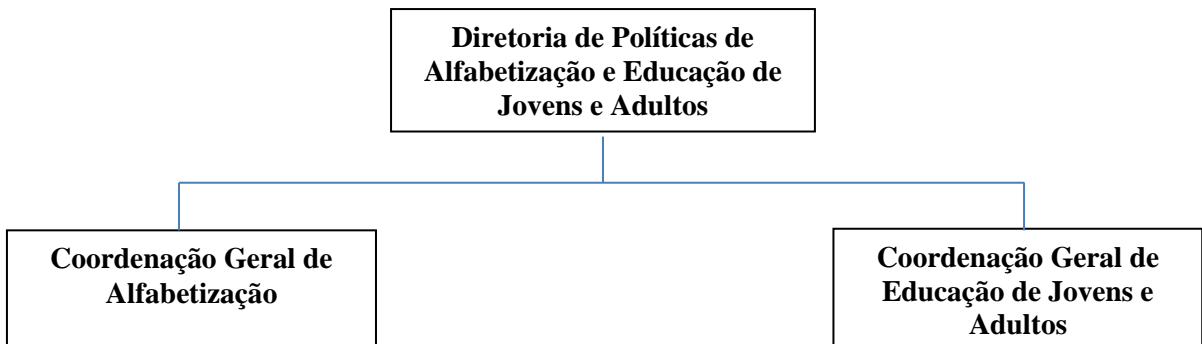 Diretoria de Políticas de
Alfabetização e Educação de
Jovens e Adultos
Coordenação Geral de
Alfabetização
Coordenação Geral de
Educação de Jovens e
Adultos